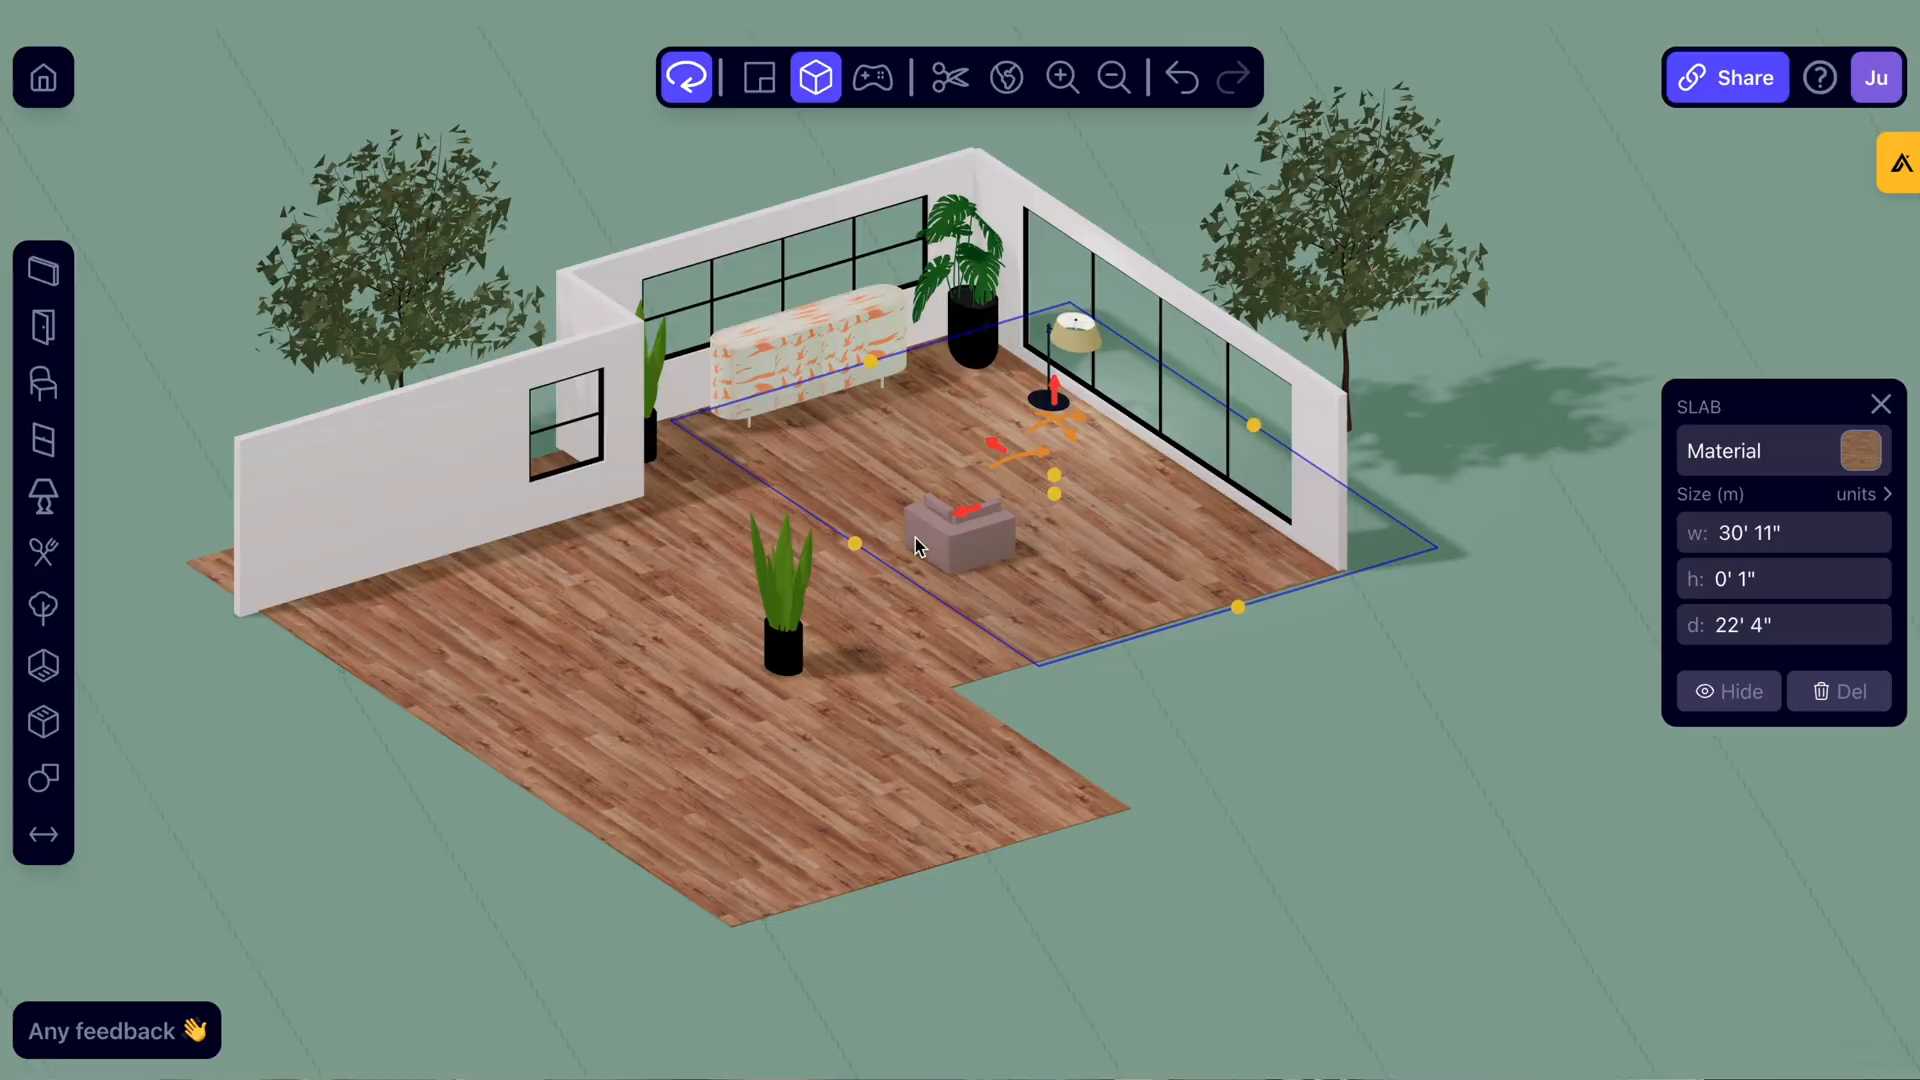 Share
Ju
SLAB
Material
Size (m) units
w: 30' 11"
h: 0' 1"
d: 22' 4"
Hide
Del
Any feedback 👋